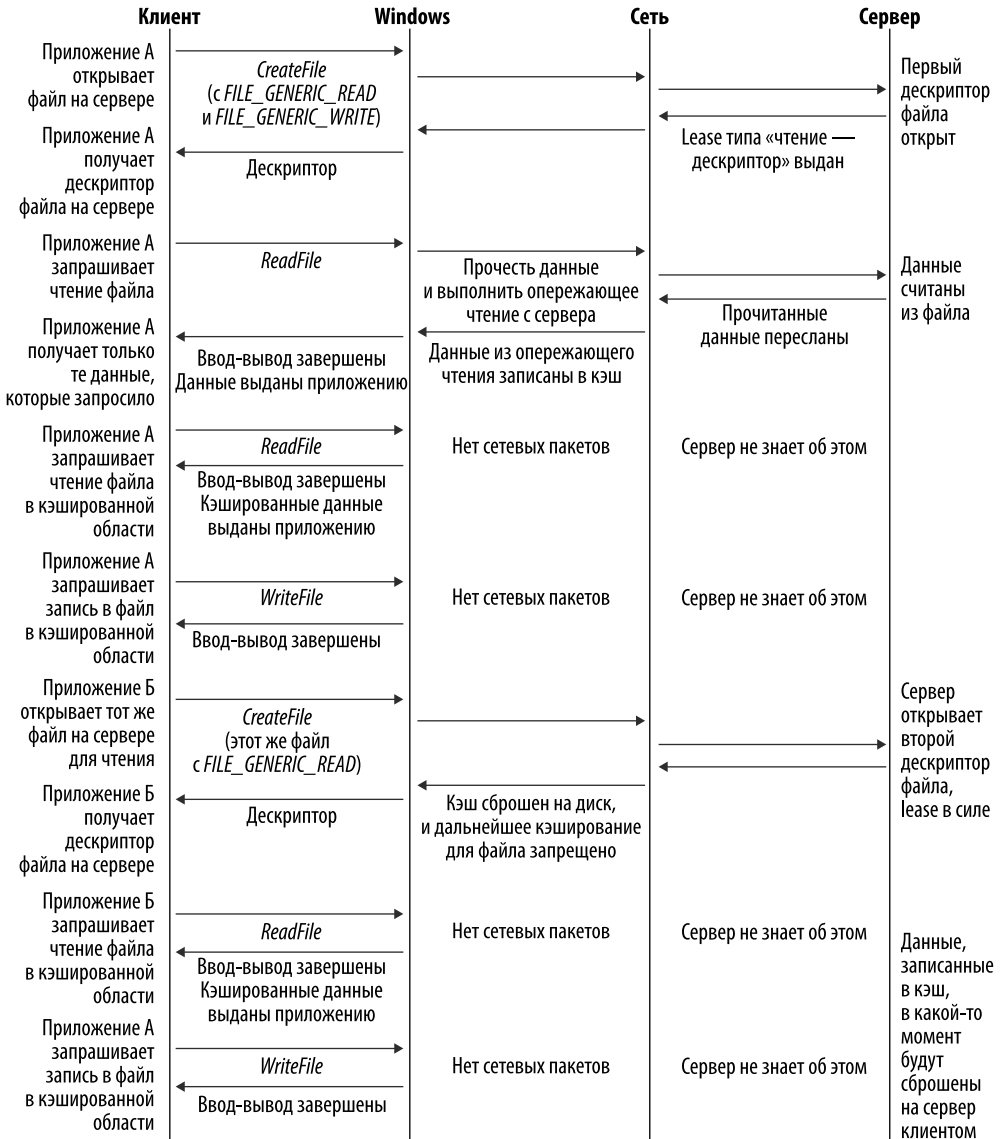 Клиент
Windows
Сеть
Сервер
Приложение А
открывает
файл на сервере
CreateFile
(с FILE_GENERIC_READ
и FILE_GENERIC_WRITE)
Первый
дескриптор
файла
открыт
Приложение А
получает
дескриптор
файла на сервере
Дескриптор
Lease типа «чтение —
дескриптор» выдан
Приложение А
запрашивает
чтение файла
ReadFile
Прочесть данные
и выполнить опережающее
чтение с сервера
Данные
считаны
из файла
Прочитанные
данные пересланы
Приложение А
получает только
те данные,
которые запросило
Ввод-вывод завершены
Данные выданы приложению
Данные из опережающего
чтения записаны в кэш
Приложение А
запрашивает
чтение файла
в кэшированной
области
ReadFile
Ввод-вывод завершены
Кэшированные данные
выданы приложению
Нет сетевых пакетов
Сервер не знает об этом
Приложение А
запрашивает
запись в файл
в кэшированной
области
WriteFile
Ввод-вывод завершены
Нет сетевых пакетов
Сервер не знает об этом
Приложение Б
открывает тот же
файл на сервере
для чтения
CreateFile
(этот же файл
с FILE_GENERIC_READ)
Сервер
открывает
второй
дескриптор
файла,
lease в силе
Приложение Б
получает
дескриптор
файла на сервере
Дескриптор
Кэш сброшен на диск,
и дальнейшее кэширование
для файла запрещено
Приложение Б
запрашивает
чтение файла
в кэшированной
области
ReadFile
Ввод-вывод завершены
Кэшированные данные
выданы приложению
Нет сетевых пакетов
Сервер не знает об этом
Данные,
записанные
в кэш,
в какой-то
момент
будут
сброшены
на сервер
клиентом
Приложение А
запрашивает
запись в файл
в кэшированной
области
WriteFile
Ввод-вывод завершены
Нет сетевых пакетов
Сервер не знает об этом